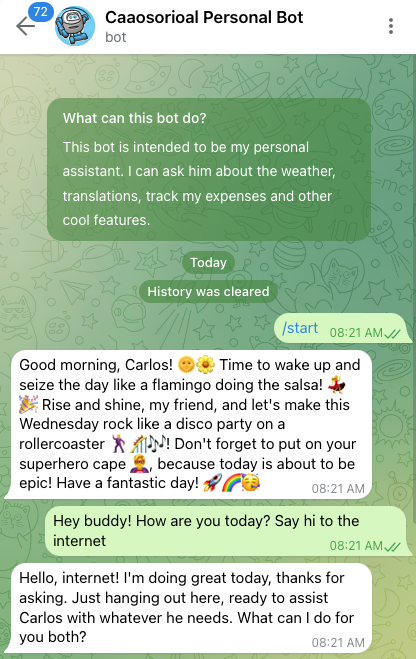 72
Caaosorioal Personal Bot
bot
What can this bot do?
This bot is intended to be my personal
assistant. I can ask him about the weather,
translations, track my expenses and other
cool features.
Today
History was cleared
/start 08:21 AM
Good morning, Carlos! 🌞🌼 Time to wake up and
seize the day like a flamingo doing the salsa! 💃
🎉 Rise and shine, my friend, and let's make this
Wednesday rock like a disco party on a
rollercoaster 🕺🎢🎶! Don't forget to put on your
superhero cape 🦸, because today is about to be
epic! Have a fantastic day! 🚀🌈🥳
08:21 AM
Hey buddy! How are you today? Say hi to the
internet
08:21 AM
Hello, internet! I'm doing great today, thanks for
asking. Just hanging out here, ready to assist
Carlos with whatever he needs. What can I do for
you both?
08:21 AM